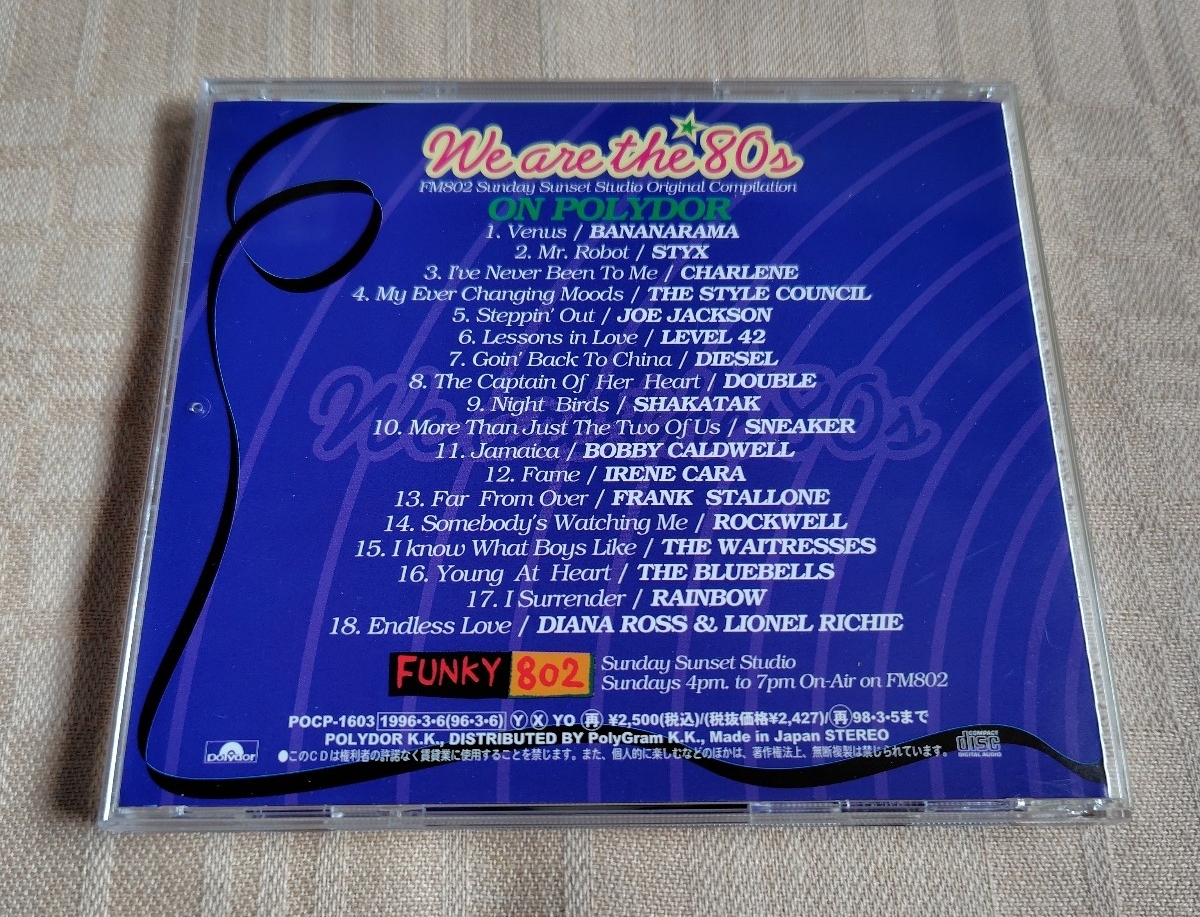 We are the '80s
FM802 Sunday Sunset Studio Original Compilation
ON POLYDOR
1. Venus / BANANARAMA
2. Mr. Robot / STYX
3. I've Never Been To Me / CHARLENE
4. My Ever Changing Moods / THE STYLE COUNCIL
5. Steppin' Out / JOE JACKSON
6. Lessons in Love / LEVEL 42
7. Goin' Back To China / DIESEL
8. The Captain Of Her Heart / DOUBLE
9. Night Birds / SHAKATAK
10. More Than Just The Two Of Us / SNEAKER
11. Jamaica / BOBBY CALDWELL
12. Fame / IRENE CARA
13. Far From Over / FRANK STALLONE
14. Somebody's Watching Me / ROCKWELL
15. I know What Boys Like / THE WAITRESSES
16. Young At Heart / THE BLUEBELLS
17. I Surrender / RAINBOW
18. Endless Love / DIANA ROSS & LIONEL RICHIE
FUNKY 802
Sunday Sunset Studio
Sundays 4pm. to 7pm On-Air on FM802
POCP-1603 1996・3・6(96・3・6) Ⓨ Ⓧ YO 再 ¥2,500(税込)/(税抜価格¥2,427)/再98・3・5まで
POLYDOR K.K., DISTRIBUTED BY PolyGram K.K., Made in Japan STEREO
●このCDは権利者の許諾なく賃貸業に使用することを禁じます。また、個人的に楽しむなどのほかは、著作権法上、無断複製は禁じられています。
polydor
COMPACT disc DIGITAL AUDIO